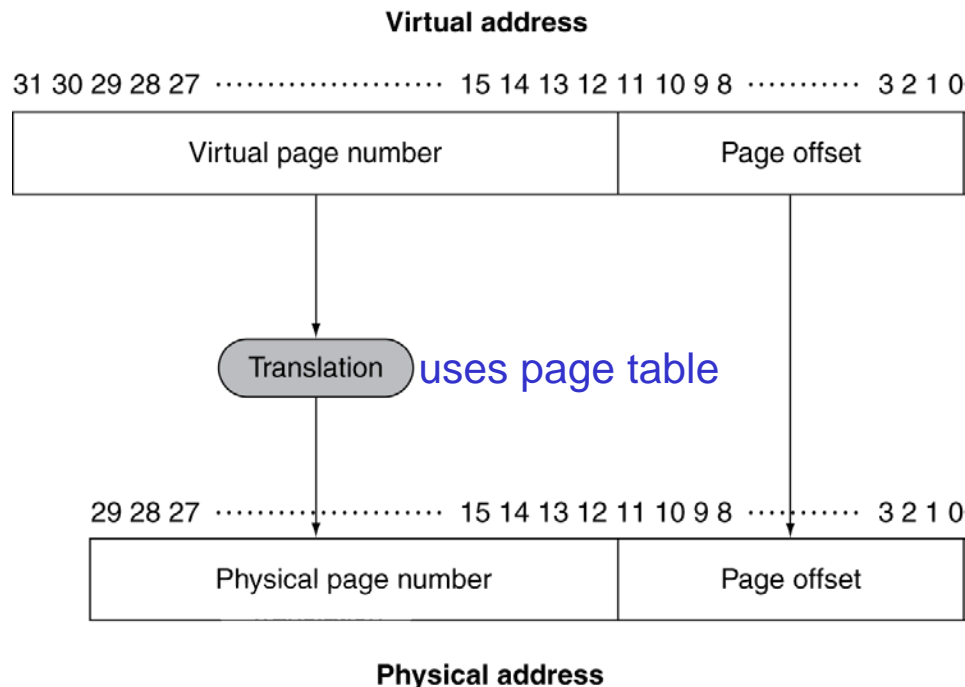 Virtual address
31 30 29 28 27 ······················ 15 14 13 12 11 10 9 8 ··········· 3 2 1 0
Virtual page number Page offset
Translation uses page table
29 28 27 ······················ 15 14 13 12 11 10 9 8 ··········· 3 2 1 0
Physical page number Page offset
Physical address